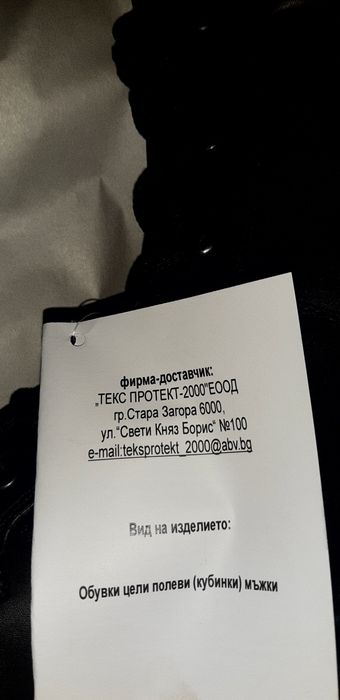 фирма-доставчик:
„ТЕКС ПРОТЕКТ-2000"ЕООД
гр.Стара Загора 6000,
ул."Свети Княз Борис" №100
e-mail:teksprotekt_2000@abv.bg
Вид на изделието:
Обувки цели полеви (кубинки) мъжки